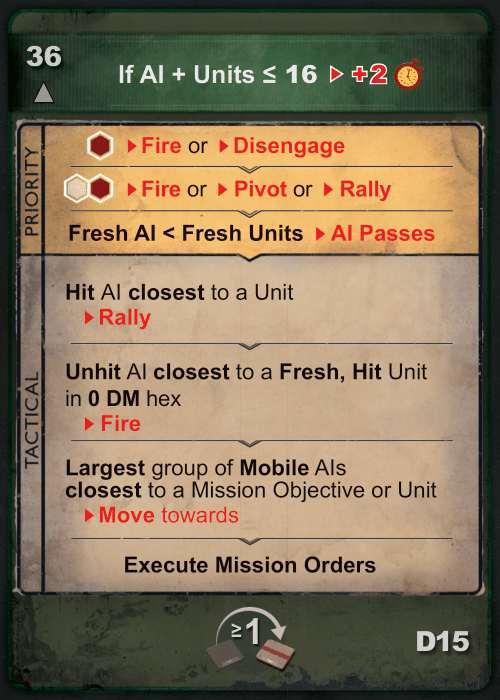 36
If AI + Units ≤ 16 ▶ +2
PRIORITY
▶ Fire or ▶ Disengage
▶ Fire or ▶ Pivot or ▶ Rally
Fresh AI < Fresh Units ▶ AI Passes
TACTICAL
Hit AI closest to a Unit
▶ Rally
Unhit AI closest to a Fresh, Hit Unit
in 0 DM hex
▶ Fire
Largest group of Mobile AIs
closest to a Mission Objective or Unit
▶ Move towards
Execute Mission Orders
≥1
D15